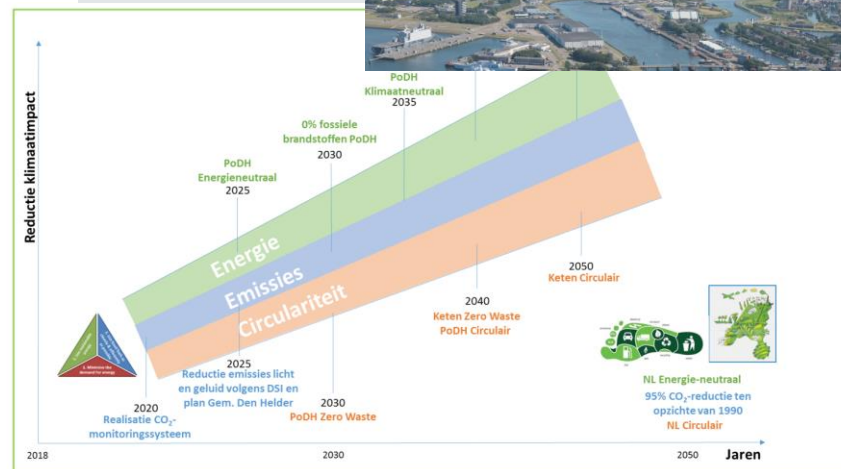 PoDH
Klimaatneutraal
2035
0% fossiele
brandstoffen PoDH
2030
PoDH
Energieneutraal
2025
Reductie klimaatimpact
Energie
Emissies
Circulariteit
2050
Keten Circulair
2040
Keten Zero Waste
PoDH Circulair
2025
Reductie emissies licht
en geluid volgens DSI en
plan Gem. Den Helder
2030
PoDH Zero Waste
2020
Realisatie CO₂-
monitoringssysteem
NL Energie-neutraal
95% CO₂-reductie ten
opzichte van 1990
NL Circulair
2018
2030
2050
Jaren